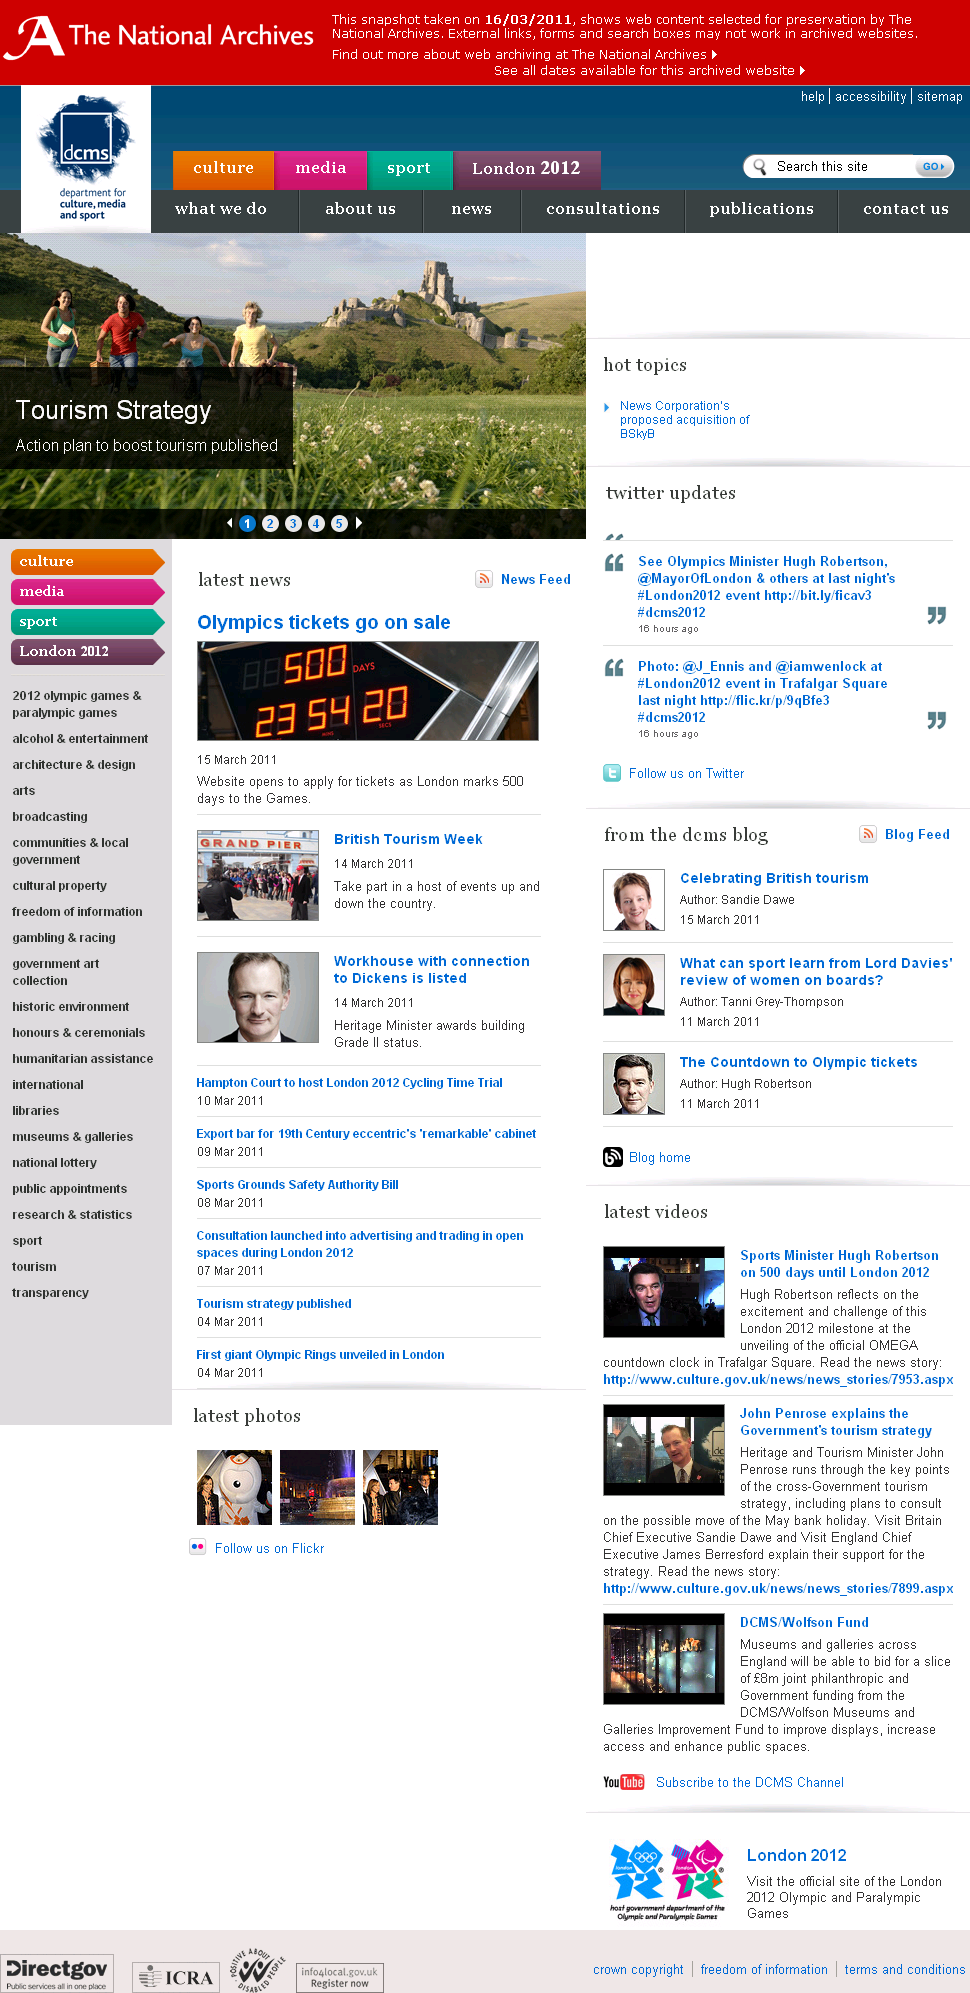 The National Archives
This snapshot taken on 16/03/2011, shows web content selected for preservation by The
National Archives. External links, forms and search boxes may not work in archived websites.
Find out more about web archiving at The National Archives
See all dates available for this archived website
help | accessibility | sitemap
dcms
department for
culture, media
and sport
culture media sport London 2012
Search this site GO
what we do about us news consultations publications contact us
Tourism Strategy
Action plan to boost tourism published
1 2 3 4 5
culture
media
sport
London 2012
2012 olympic games &
paralympic games
alcohol & entertainment
architecture & design
arts
broadcasting
communities & local
government
cultural property
freedom of information
gambling & racing
government art
collection
historic environment
honours & ceremonials
humanitarian assistance
international
libraries
museums & galleries
national lottery
public appointments
research & statistics
sport
tourism
transparency
latest news
News Feed
Olympics tickets go on sale
500 DAYS
23 54 20
MINS SECS
15 March 2011
Website opens to apply for tickets as London marks 500
days to the Games.
GRAND PIER
British Tourism Week
14 March 2011
Take part in a host of events up and
down the country.
Workhouse with connection
to Dickens is listed
14 March 2011
Heritage Minister awards building
Grade II status.
Hampton Court to host London 2012 Cycling Time Trial
10 Mar 2011
Export bar for 19th Century eccentric's 'remarkable' cabinet
09 Mar 2011
Sports Grounds Safety Authority Bill
08 Mar 2011
Consultation launched into advertising and trading in open
spaces during London 2012
07 Mar 2011
Tourism strategy published
04 Mar 2011
First giant Olympic Rings unveiled in London
04 Mar 2011
latest photos
Follow us on Flickr
hot topics
News Corporation's
proposed acquisition of
BSkyB
twitter updates
See Olympics Minister Hugh Robertson,
@MayorOfLondon & others at last night's
#London2012 event http://bit.ly/ficav3
#dcms2012
16 hours ago
Photo: @J_Ennis and @iamwenlock at
#London2012 event in Trafalgar Square
last night http://flic.kr/p/9qBfe3
#dcms2012
16 hours ago
Follow us on Twitter
from the dcms blog
Blog Feed
Celebrating British tourism
Author: Sandie Dawe
15 March 2011
What can sport learn from Lord Davies'
review of women on boards?
Author: Tanni Grey-Thompson
11 March 2011
The Countdown to Olympic tickets
Author: Hugh Robertson
11 March 2011
Blog home
latest videos
Sports Minister Hugh Robertson
on 500 days until London 2012
Hugh Robertson reflects on the
excitement and challenge of this
London 2012 milestone at the
unveiling of the official OMEGA
countdown clock in Trafalgar Square. Read the news story:
http://www.culture.gov.uk/news/news_stories/7953.aspx
John Penrose explains the
Government's tourism strategy
Heritage and Tourism Minister John
Penrose runs through the key points
of the cross-Government tourism
strategy, including plans to consult
on the possible move of the May bank holiday. Visit Britain
Chief Executive Sandie Dawe and Visit England Chief
Executive James Berresford explain their support for the
strategy. Read the news story:
http://www.culture.gov.uk/news/news_stories/7899.aspx
DCMS/Wolfson Fund
Museums and galleries across
England will be able to bid for a slice
of £8m joint philanthropic and
Government funding from the
DCMS/Wolfson Museums and
Galleries Improvement Fund to improve displays, increase
access and enhance public spaces.
YouTube Subscribe to the DCMS Channel
host government department of the
Olympic and Paralympic Games
London 2012
Visit the official site of the London
2012 Olympic and Paralympic
Games
Directgov
Public services all in one place
ICRA
POSITIVE ABOUT
DISABLED PEOPLE
info4local.gov.uk
Register now
crown copyright | freedom of information | terms and conditions